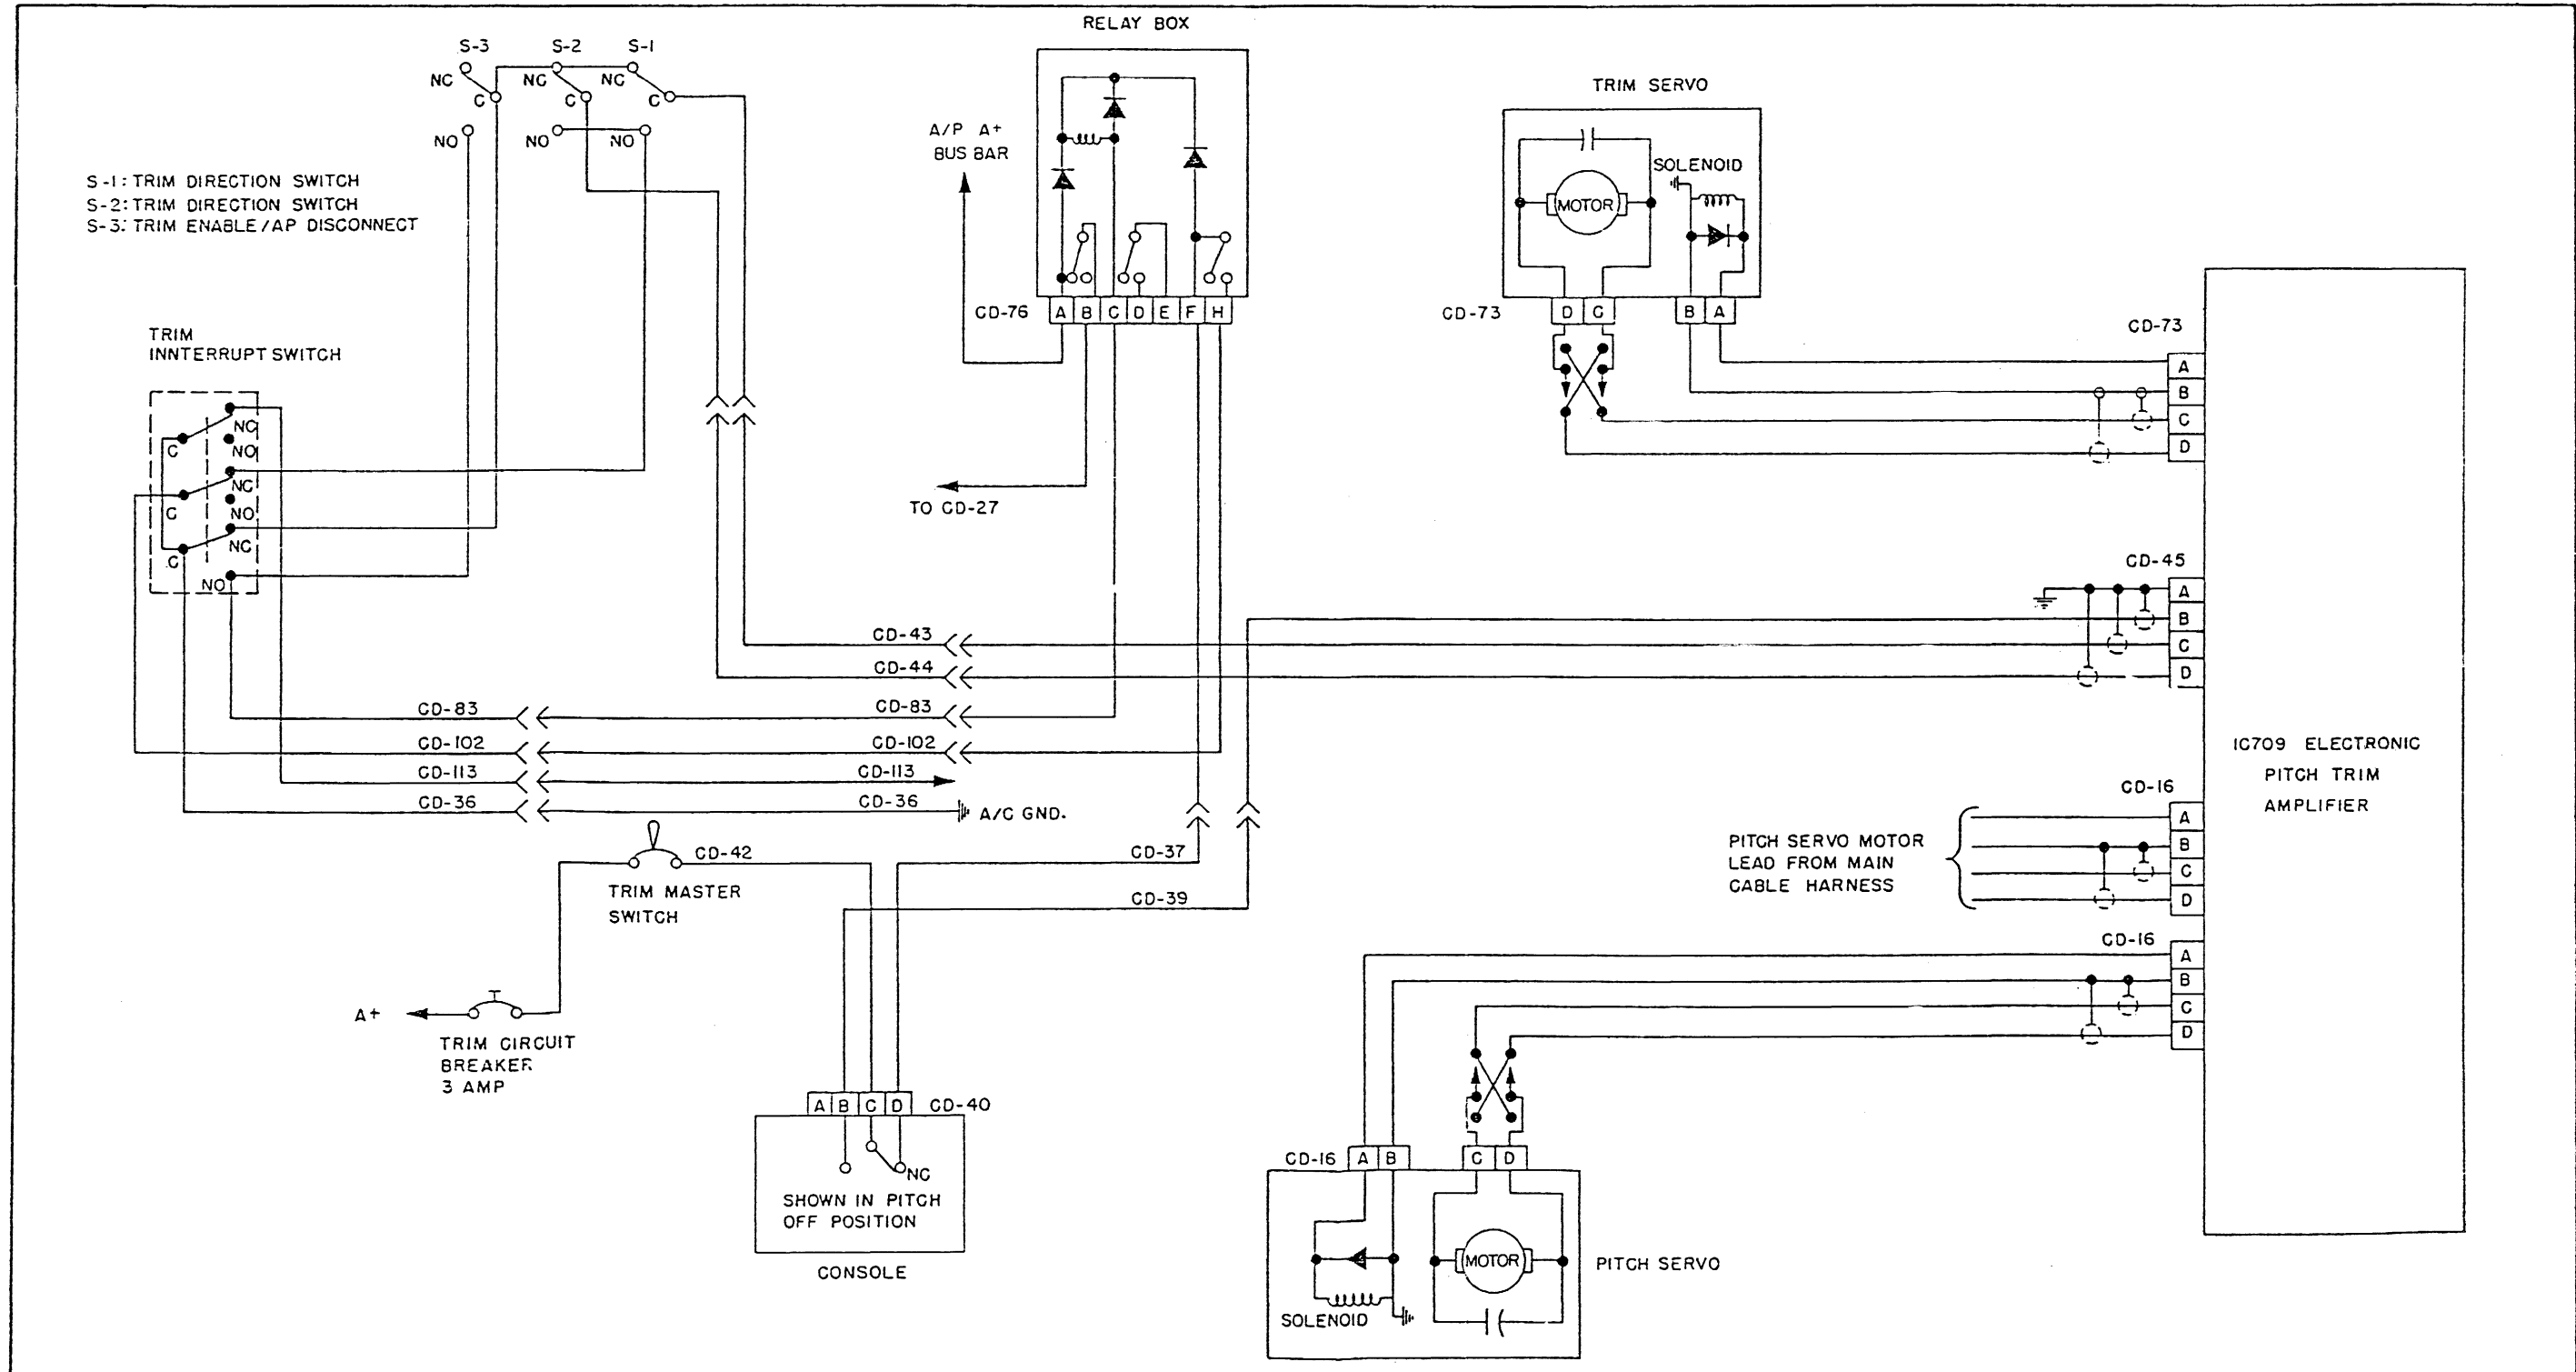 RELAY BOX
S-3 S-2 S-1
NC NC NC
C C C
NO NO NO
S-1: TRIM DIRECTION SWITCH
S-2: TRIM DIRECTION SWITCH
S-3: TRIM ENABLE/AP DISCONNECT
A/P A+
BUS BAR
CD-76 A B C D E F H
TO CD-27
TRIM SERVO
SOLENOID
MOTOR
CD-73 D C B A
TRIM
INNTERRUPT SWITCH
NC
C NO
NC
C NO
NC
C
NO
CD-73
A
B
C
D
CD-45
A
B
C
D
CD-43
CD-44
CD-83 CD-83
CD-102 CD-102
CD-113 CD-113
CD-36 CD-36 A/C GND.
CD-42
TRIM MASTER
SWITCH
CD-37
CD-39
A+
TRIM CIRCUIT
BREAKER
3 AMP
A B C D CD-40
NC
SHOWN IN PITCH
OFF POSITION
CONSOLE
1C709 ELECTRONIC
PITCH TRIM
AMPLIFIER
CD-16
A
B
C
D
PITCH SERVO MOTOR
LEAD FROM MAIN
CABLE HARNESS
CD-16
A
B
C
D
CD-16 A B C D
MOTOR
SOLENOID
PITCH SERVO